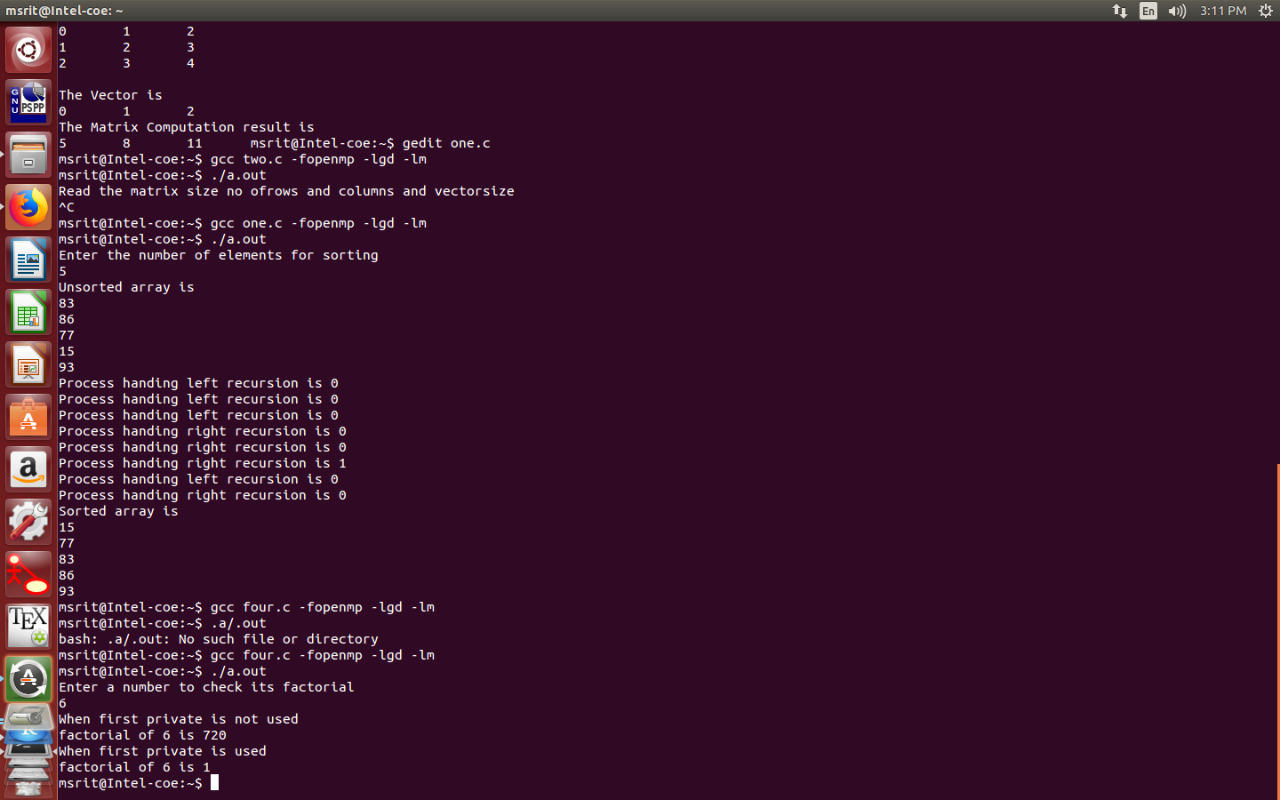 msrit@Intel-coe: ~
En
3:11 PM
0 1 2
1 2 3
2 3 4
The Vector is
0 1 2
The Matrix Computation result is
5 8 11 msrit@Intel-coe:~$ gedit one.c
msrit@Intel-coe:~$ gcc two.c -fopenmp -lgd -lm
msrit@Intel-coe:~$ ./a.out
Read the matrix size no ofrows and columns and vectorsize
^C
msrit@Intel-coe:~$ gcc one.c -fopenmp -lgd -lm
msrit@Intel-coe:~$ ./a.out
Enter the number of elements for sorting
5
Unsorted array is
83
86
77
15
93
Process handing left recursion is 0
Process handing left recursion is 0
Process handing left recursion is 0
Process handing right recursion is 0
Process handing right recursion is 0
Process handing right recursion is 1
Process handing left recursion is 0
Process handing right recursion is 0
Sorted array is
15
77
83
86
93
msrit@Intel-coe:~$ gcc four.c -fopenmp -lgd -lm
msrit@Intel-coe:~$ .a/.out
bash: .a/.out: No such file or directory
msrit@Intel-coe:~$ gcc four.c -fopenmp -lgd -lm
msrit@Intel-coe:~$ ./a.out
Enter a number to check its factorial
6
When first private is not used
factorial of 6 is 720
When first private is used
factorial of 6 is 1
msrit@Intel-coe:~$
GNU
PSPP
a
TEX